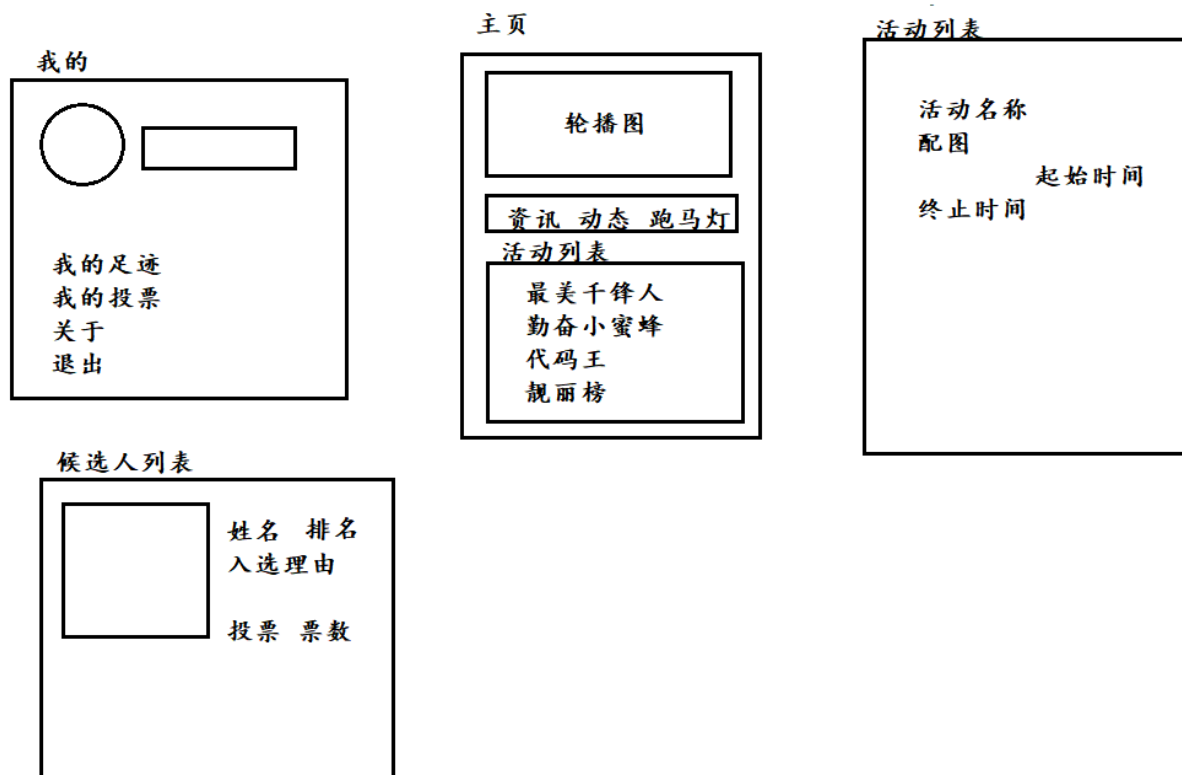 我的
我的足迹
我的投票
关于
退出
主页
轮播图
资讯 动态 跑马灯
活动列表
最美千锋人
勤奋小蜜蜂
代码王
靓丽榜
活动列表
活动名称
配图
起始时间
终止时间
候选人列表
姓名 排名
入选理由
投票 票数